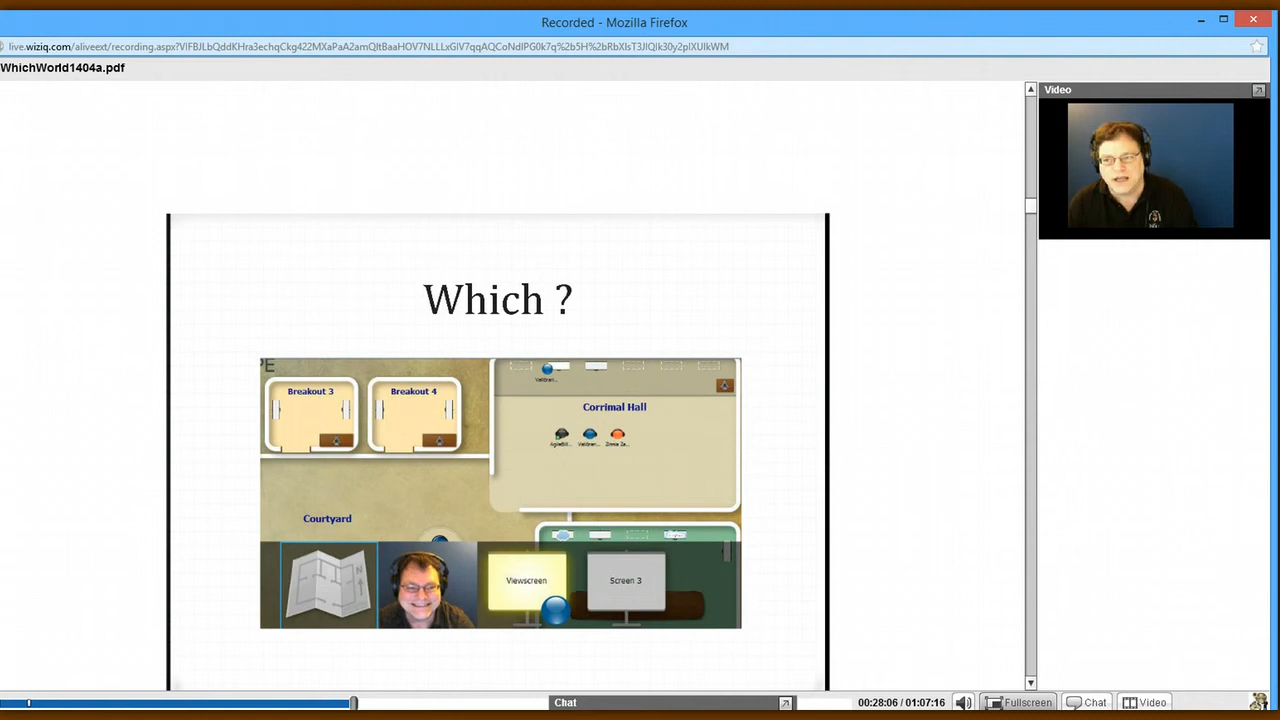 Recorded - Mozilla Firefox
WhichWorld1404a.pdf
Video
Which ?
PE
Breakout 3
Breakout 4
Corrimal Hall
Courtyard
Viewscreen
Screen 3
Chat
00:28:06 / 01:07:16
Fullscreen
Chat
Video